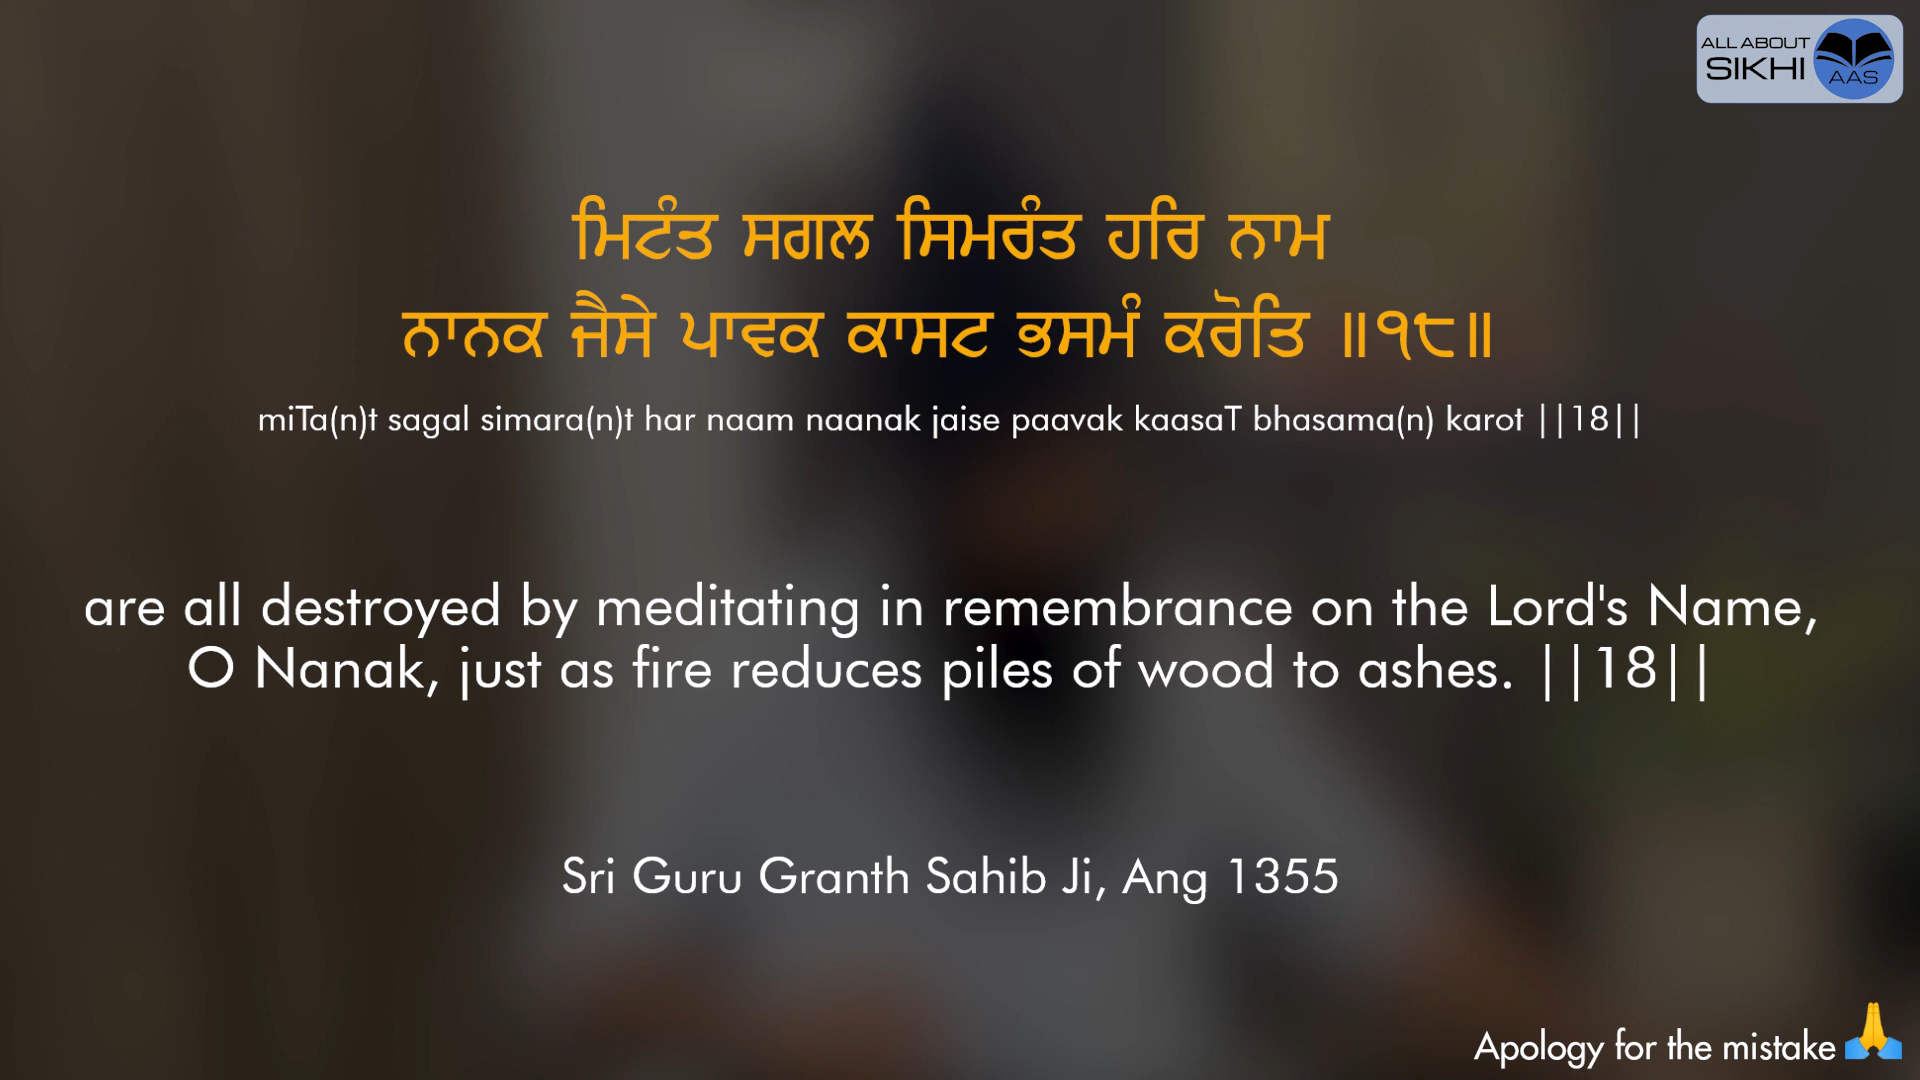 ALL ABOUT
SIKHI
AAS
ਮਿਟੰਤ ਸਗਲ ਸਿਮਰੰਤ ਹਰਿ ਨਾਮ
ਨਾਨਕ ਜੈਸੇ ਪਾਵਕ ਕਾਸਟ ਭਸਮੰ ਕਰੋਤਿ ॥੧੮॥
miTa(n)t sagal simara(n)t har naam naanak jaise paavak kaasaT bhasama(n) karot ||18||
are all destroyed by meditating in remembrance on the Lord's Name,
O Nanak, just as fire reduces piles of wood to ashes. ||18||
Sri Guru Granth Sahib Ji, Ang 1355
Apology for the mistake 🙏